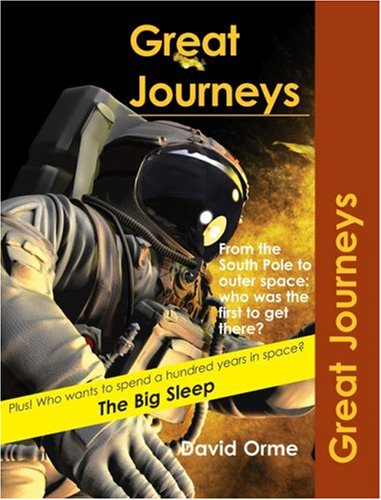 Great
Journeys
From the
South Pole to
outer space:
who was the
first to get
there?
Plus! Who wants to spend a hundred years in space?
The Big Sleep
David Orme
Great Journeys